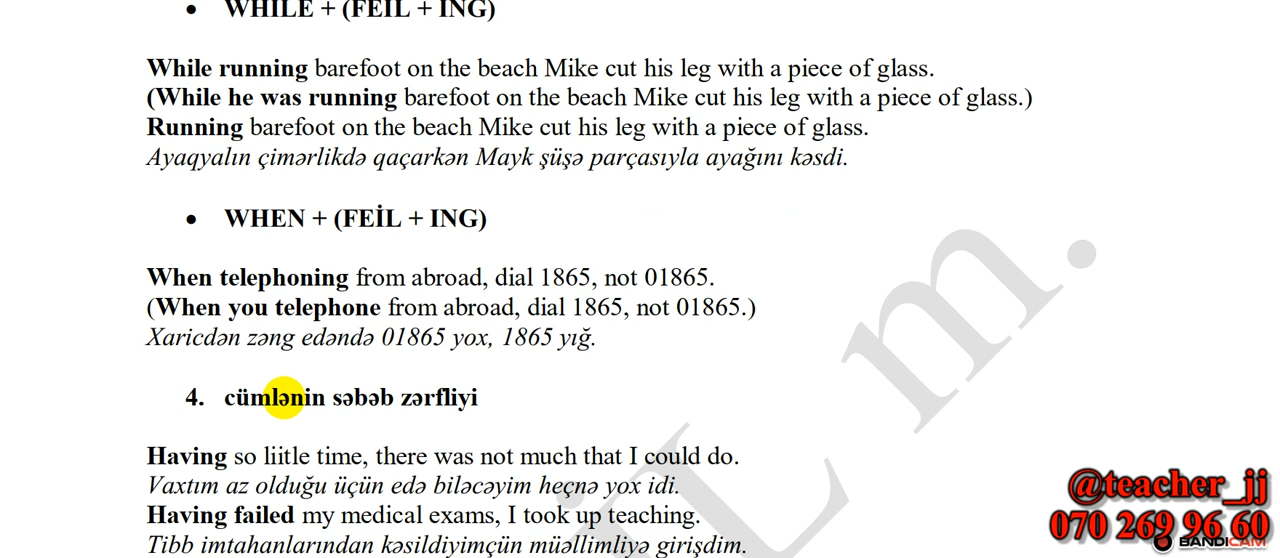 • WHILE + (FEİL + ING)
While running barefoot on the beach Mike cut his leg with a piece of glass.
(While he was running barefoot on the beach Mike cut his leg with a piece of glass.)
Running barefoot on the beach Mike cut his leg with a piece of glass.
Ayaqyalın çimərlikdə qaçarkən Mayk şüşə parçasıyla ayağını kəsdi.
• WHEN + (FEİL + ING)
When telephoning from abroad, dial 1865, not 01865.
(When you telephone from abroad, dial 1865, not 01865.)
Xaricdən zəng edəndə 01865 yox, 1865 yığ.
4. cümlənin səbəb zərfliyi
Having so liitle time, there was not much that I could do.
Vaxtım az olduğu üçün edə biləcəyim heçnə yox idi.
Having failed my medical exams, I took up teaching.
Tibb imtahanlarından kəsildiyimçün müəllimliyə girişdim.
İL m.
@teacher_jj
070 269 96 60
BANDICAM